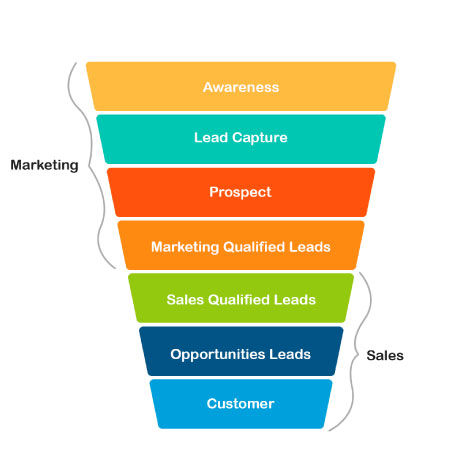 Awareness
Lead Capture
Marketing
Prospect
Marketing Qualified Leads
Sales Qualified Leads
Opportunities Leads
Sales
Customer